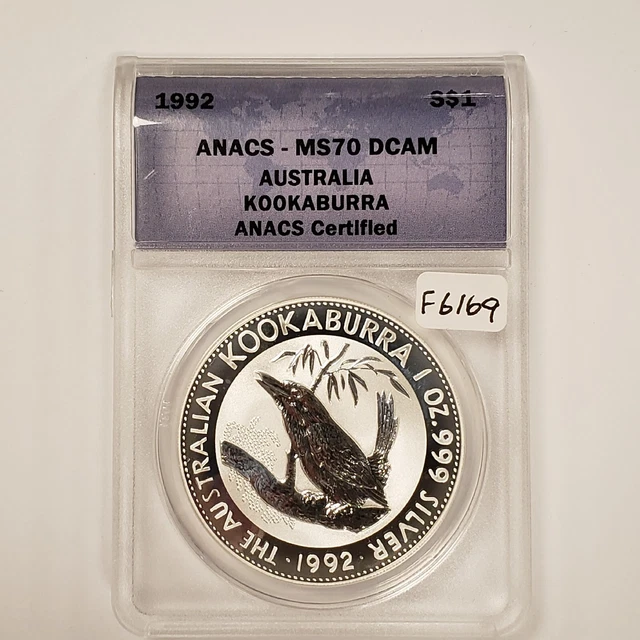 1992 S$1
ANACS - MS70 DCAM
AUSTRALIA
KOOKABURRA
ANACS Certified
F6169
THE AUSTRALIAN KOOKABURRA 1 OZ. 999 SILVER
· 1992 ·